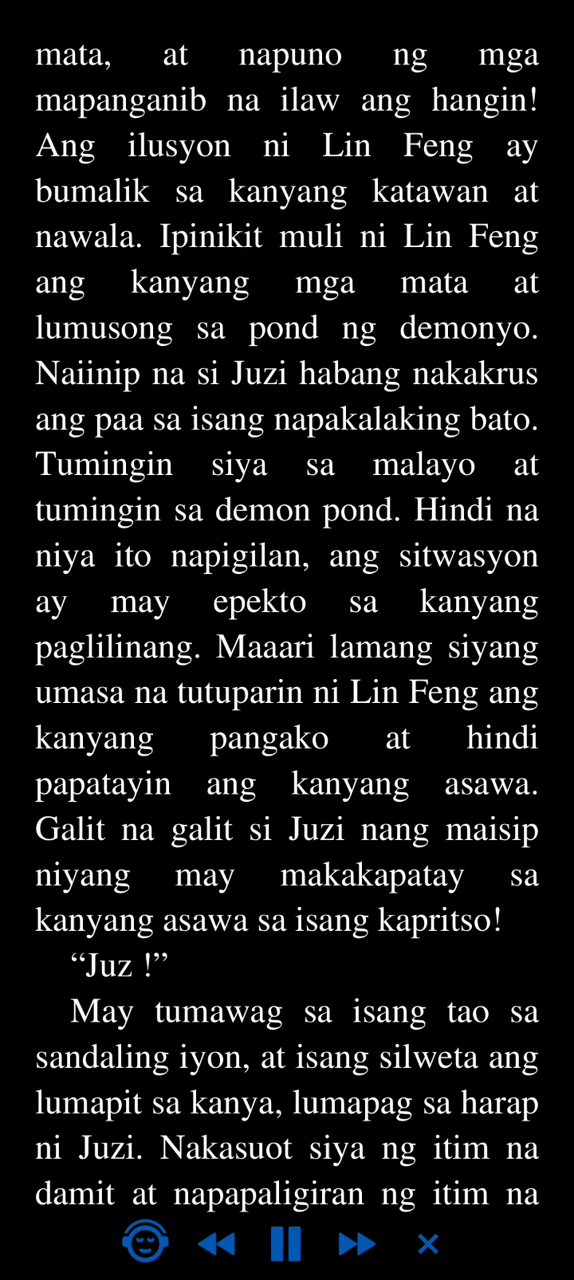 mata, at napuno ng mga
mapanganib na ilaw ang hangin!
Ang ilusyon ni Lin Feng ay
bumalik sa kanyang katawan at
nawala. Ipinikit muli ni Lin Feng
ang kanyang mga mata at
lumusong sa pond ng demonyo.
Naiinip na si Juzi habang nakakrus
ang paa sa isang napakalaking bato.
Tumingin siya sa malayo at
tumingin sa demon pond. Hindi na
niya ito napigilan, ang sitwasyon
ay may epekto sa kanyang
paglilinang. Maaari lamang siyang
umasa na tutuparin ni Lin Feng ang
kanyang pangako at hindi
papatayin ang kanyang asawa.
Galit na galit si Juzi nang maisip
niyang may makakapatay sa
kanyang asawa sa isang kapritso!
“Juz !”
May tumawag sa isang tao sa
sandaling iyon, at isang silweta ang
lumapit sa kanya, lumapag sa harap
ni Juzi. Nakasuot siya ng itim na
damit at napapaligiran ng itim na